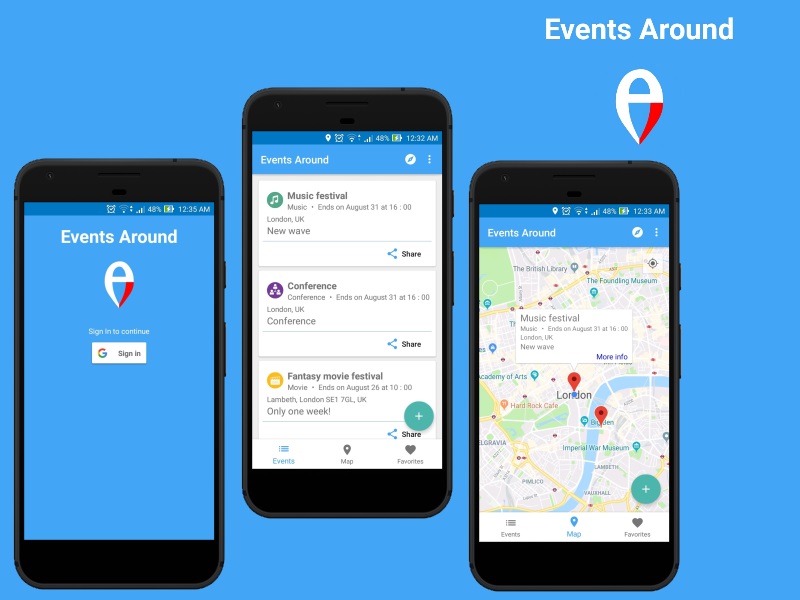 Events Around
48% 12:35 AM
Events Around
Sign In to continue
Sign in
48% 12:32 AM
Events Around
Music festival
Music • Ends on August 31 at 16 : 00
London, UK
New wave
Share
Conference
Conference • Ends on August 31 at 16 : 00
London, UK
Conference
Share
Fantasy movie festival
Movie • Ends on August 26 at 10 : 00
Lambeth, London SE1 7GL, UK
Only one week!
+
Share
Events
Map
Favorites
48% 12:33 AM
Events Around
The British Library
The Foundling Museum
Music festival
Music • Ends on August 31 at 16 : 00
London, UK
New wave
More info
Academy of Arts
London
Hard Rock Cafe
Big Ben
ELGRAVIA
Imperial War Museum
LAMBETH
PIMLICO
VAUXHALL
+
Events
Map
Favorites